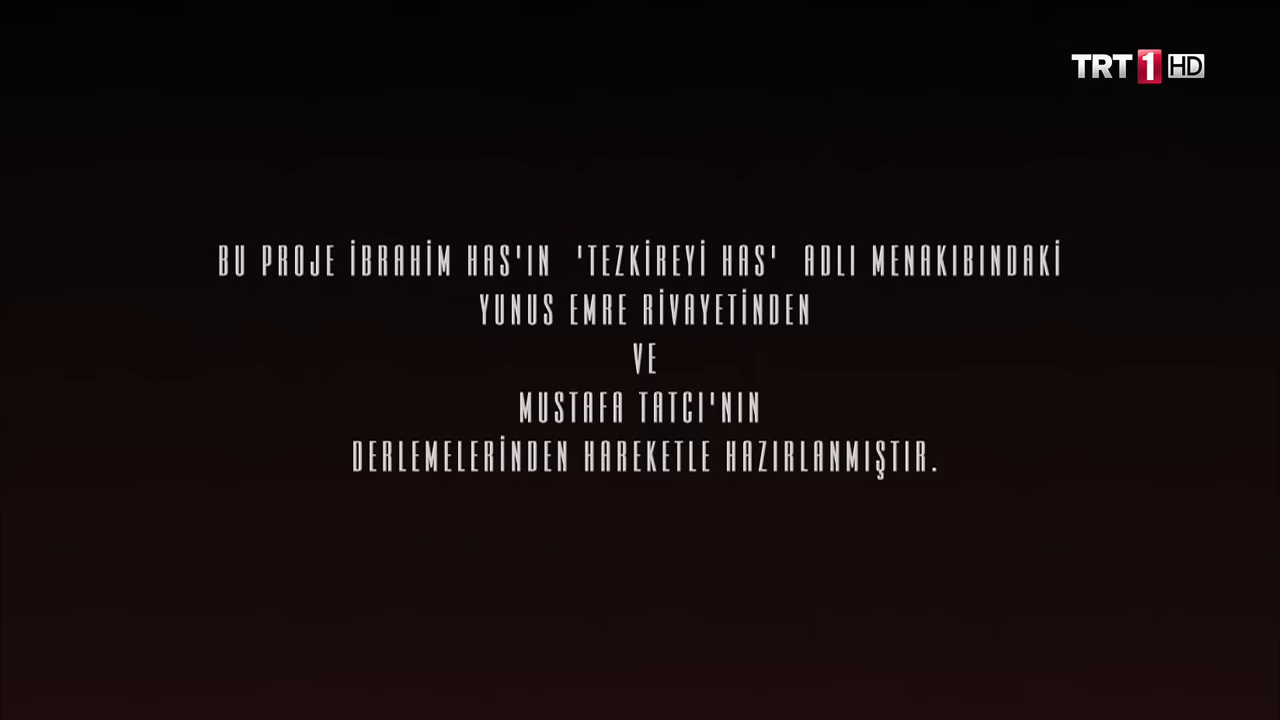 TRT 1 HD
BU PROJE İBRAHİM HAS'IN 'TEZKİREYİ HAS' ADLI MENAKIBINDAKİ
YUNUS EMRE RİVAYETİNDEN
VE
MUSTAFA TATCI'NIN
DERLEMELERİNDEN HAREKETLE HAZIRLANMIŞTIR.